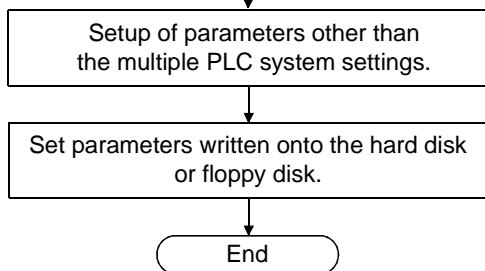 Setup of parameters other than
the multiple PLC system settings.
Set parameters written onto the hard disk
or floppy disk.
End